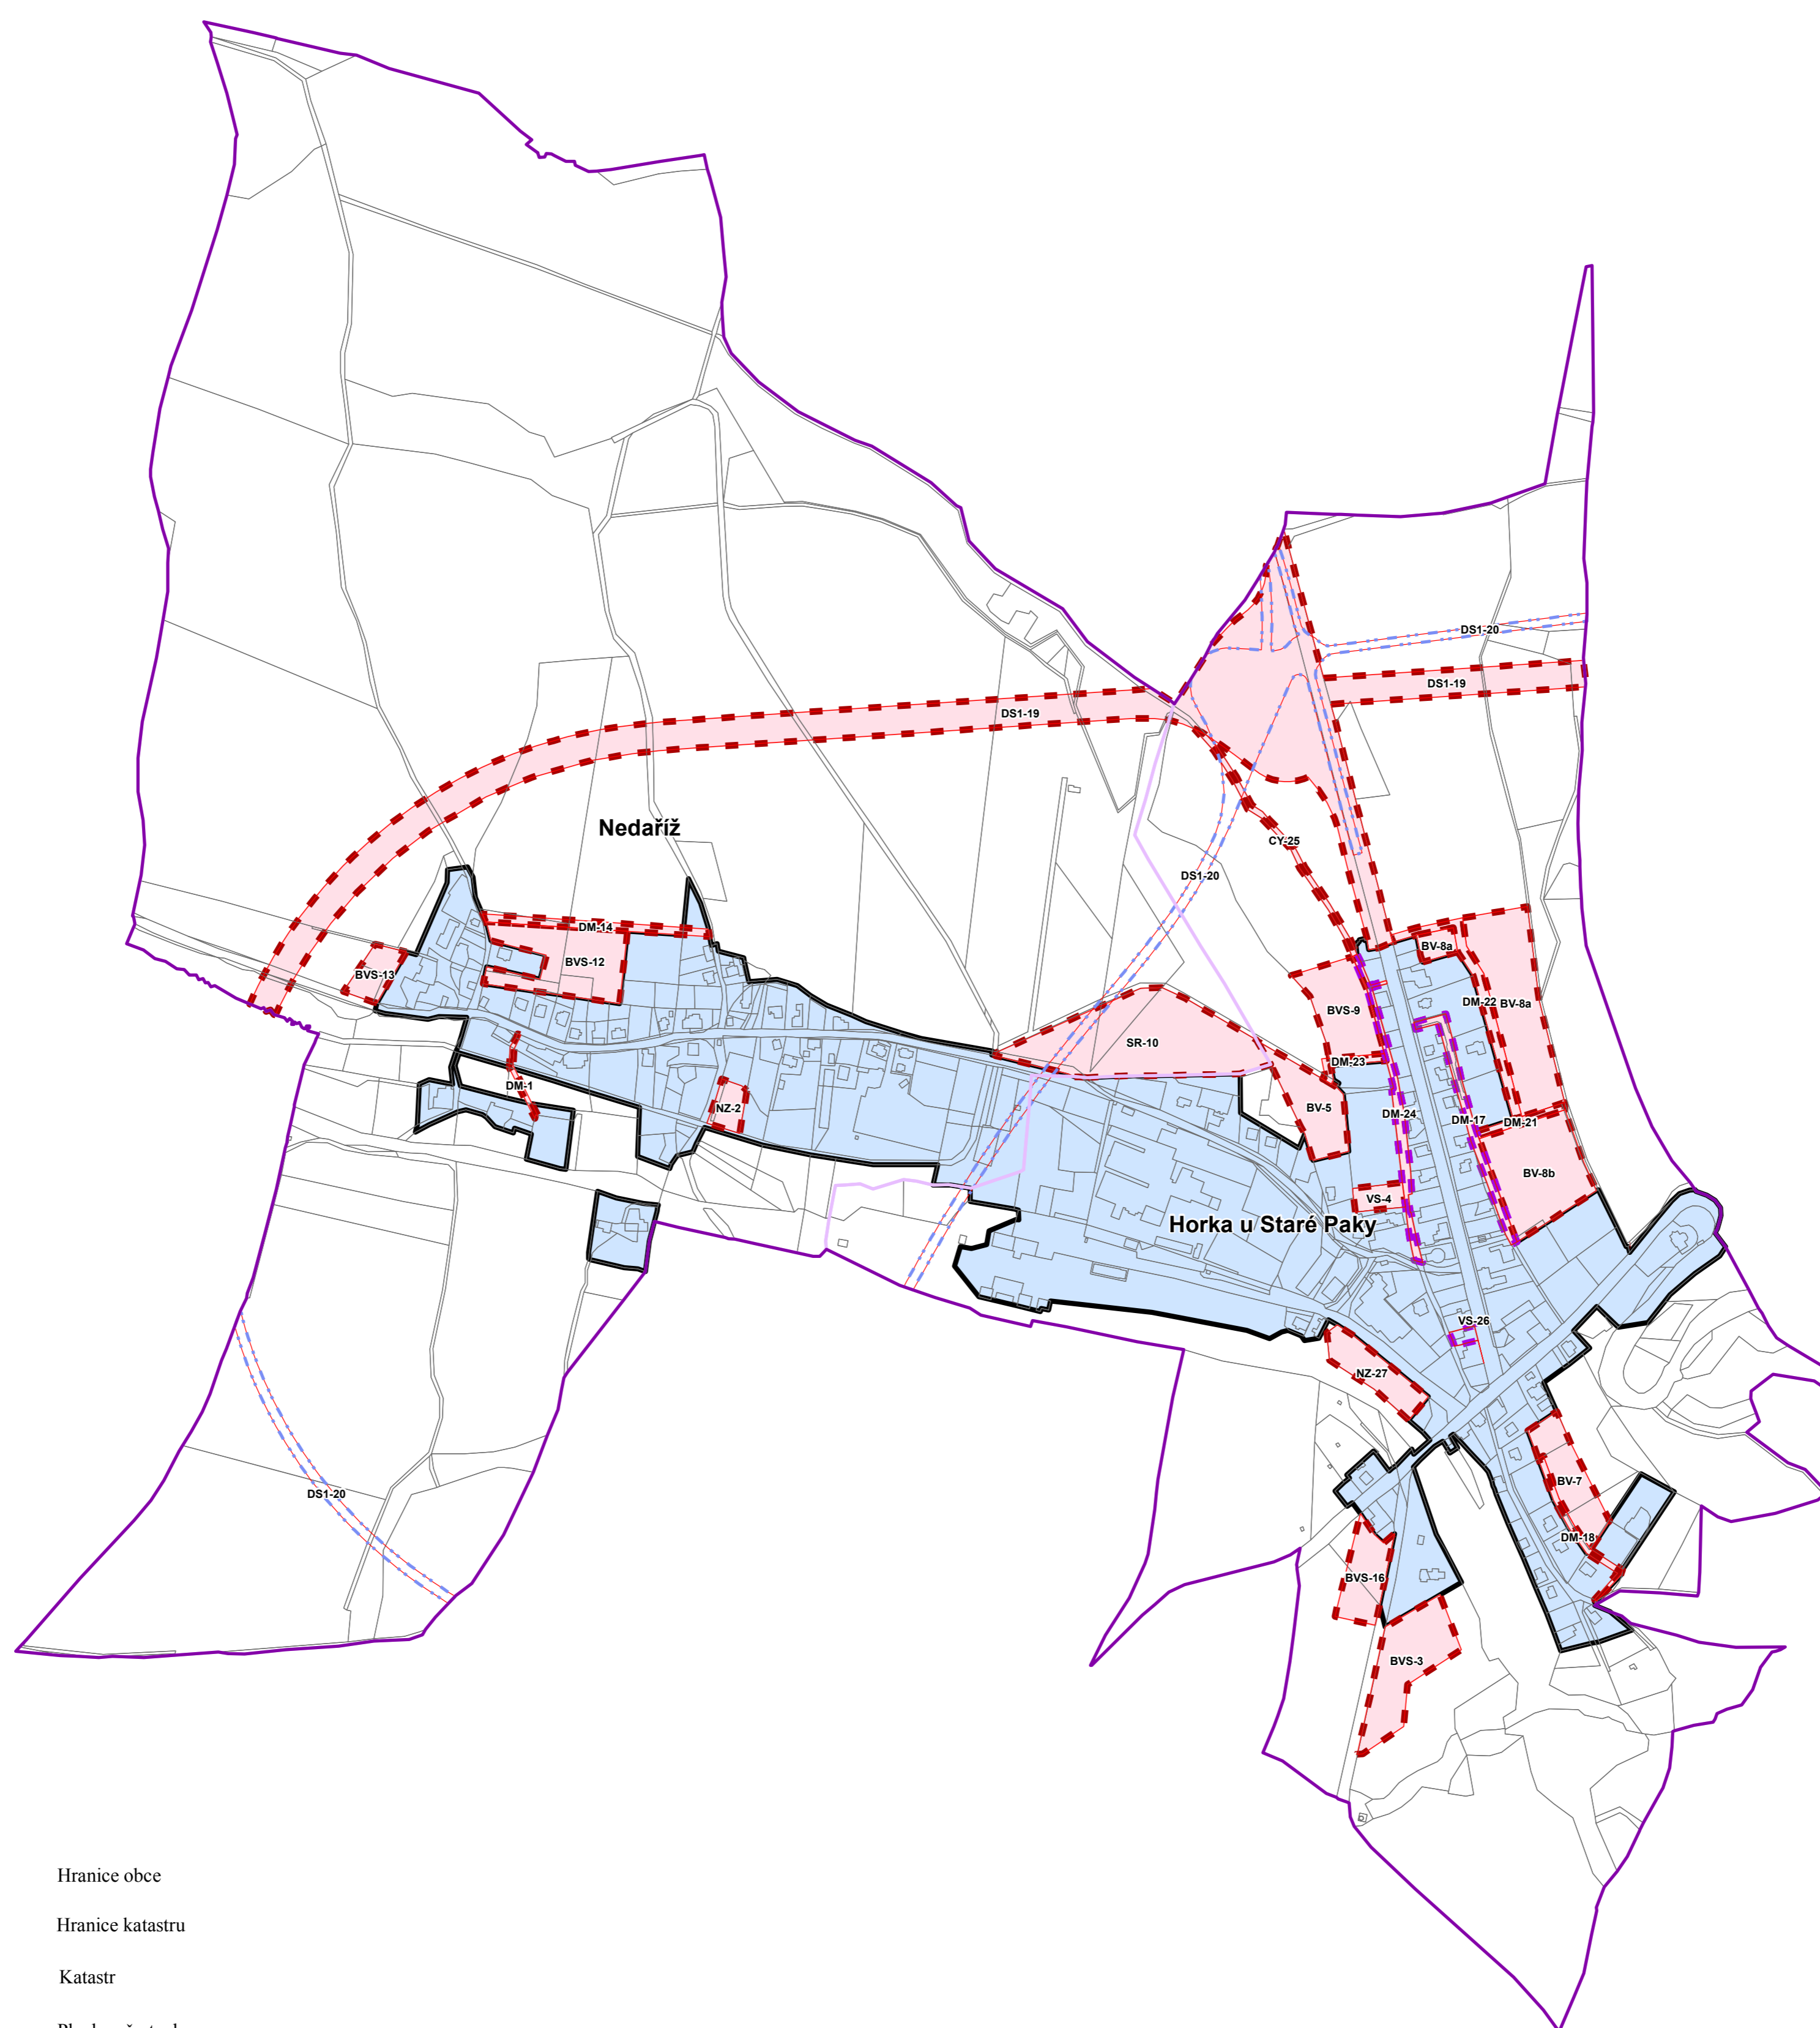 DS1-20
DS1-19
DS1-19
Nedaříž
CY-25
DS1-20
DM-14
BV-8a
BVS-12
BVS-13
DM-22
BV-8a
BVS-9
SR-10
DM-23
DM-1
NZ-2
BV-5
DM-24
DM-17
DM-21
BV-8b
VS-4
Horka u Staré Paky
VS-26
NZ-27
BV-7
DS1-20
DM-18
BVS-16
BVS-3
Hranice obce
Hranice katastru
Katastr